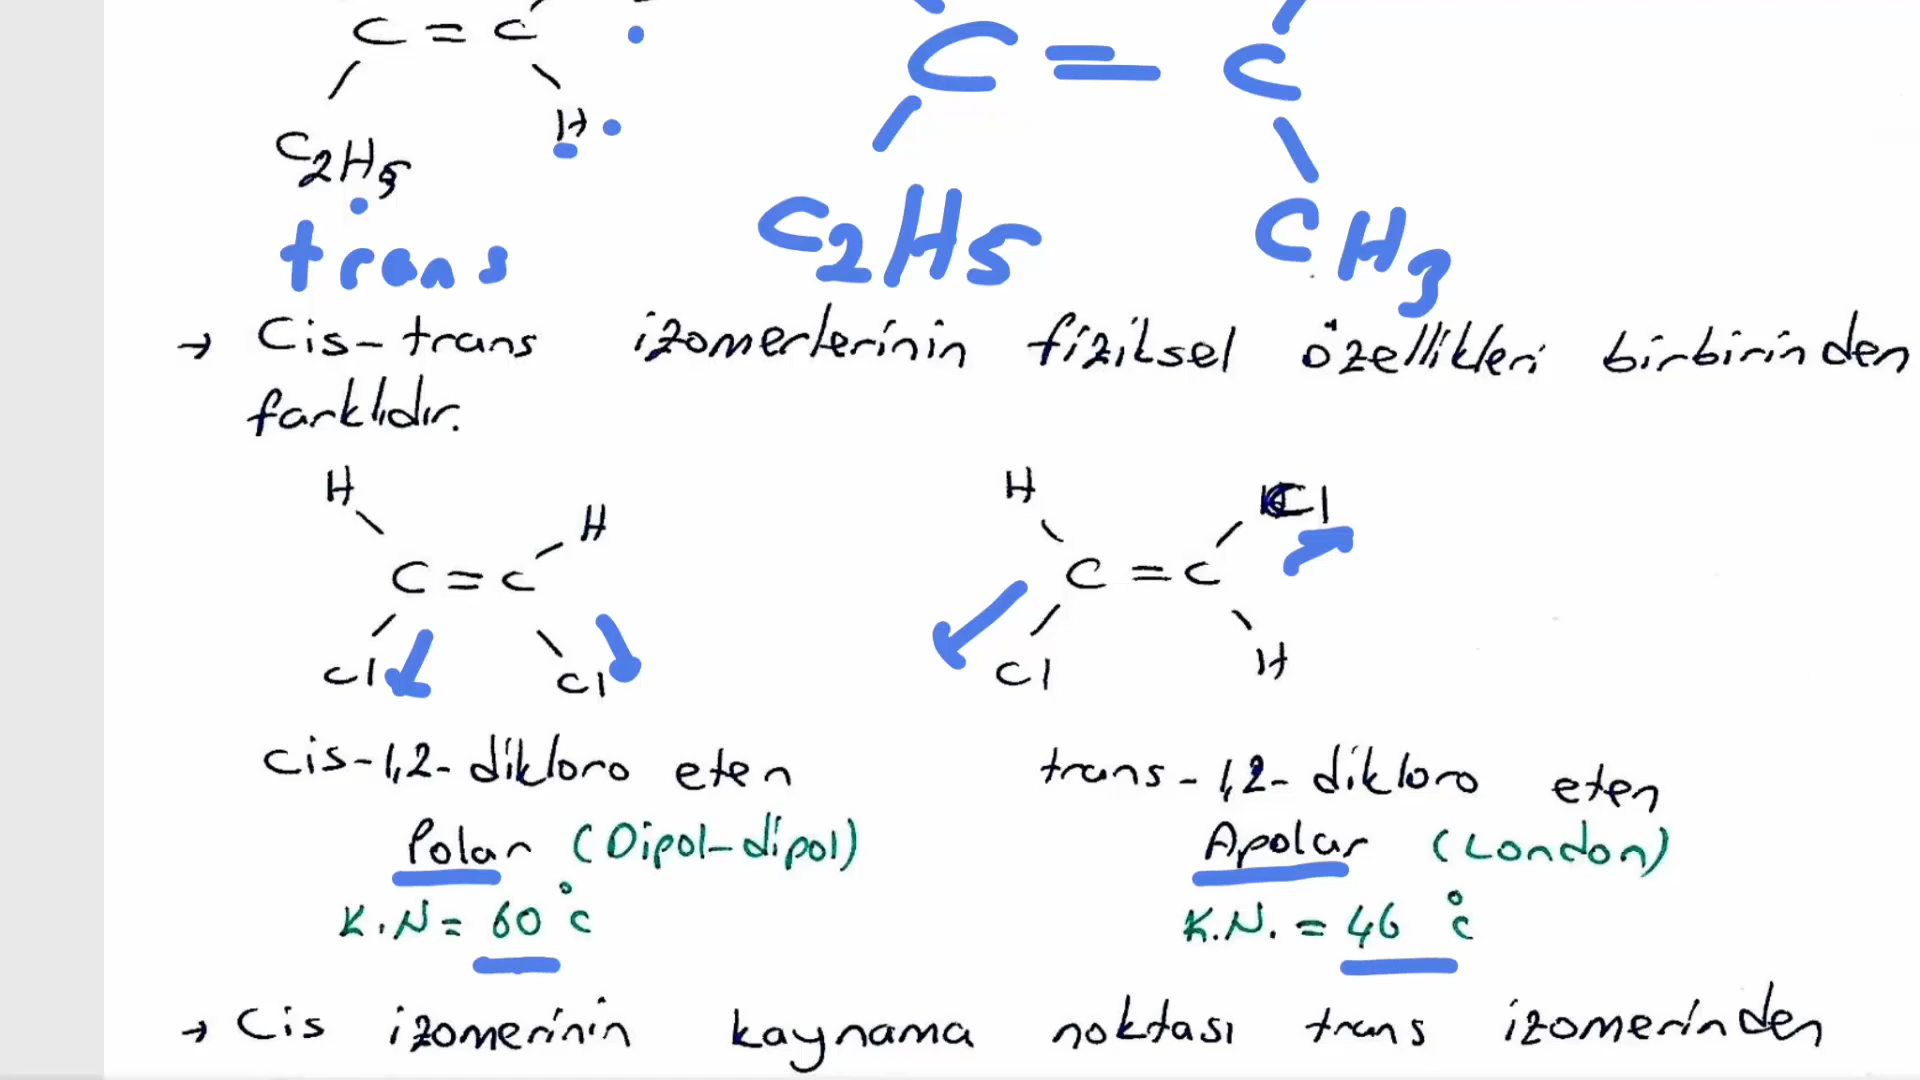 C = C
C = C
H
C2H5
C2H5
CH3
trans
→ Cis-trans izomerlerinin fiziksel özellikleri birbirinden
farklıdır.
H
H
C = C
Cl
Cl
H
Cl
C = C
Cl
H
cis-1,2-dikloro eten
trans-1,2-dikloro eten
Polar (Dipol-dipol)
Apolar (London)
K.N = 60 °C
K.N. = 46 °C
→ Cis izomerinin kaynama noktası trans izomerinden